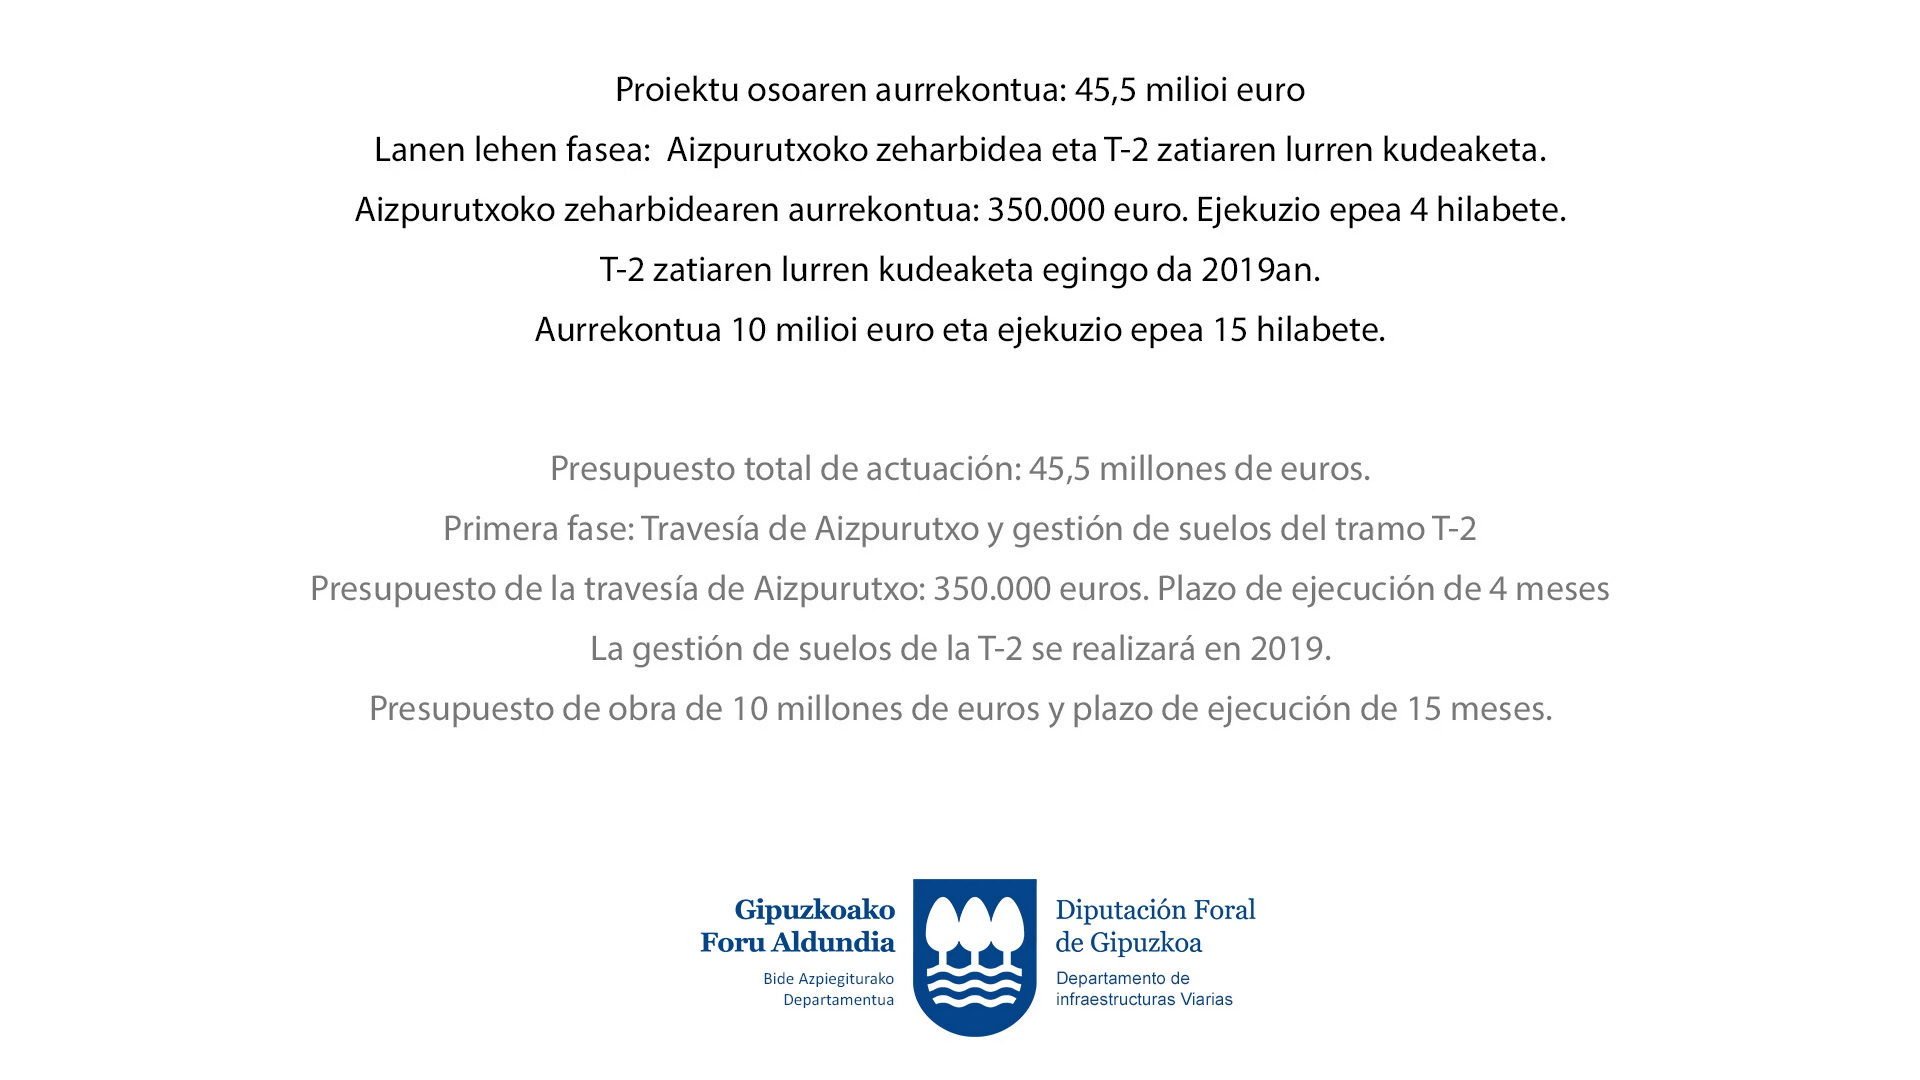 Proiektu osoaren aurrekontua: 45,5 milioi euro
Lanen lehen fasea:  Aizpurutxoko zeharbidea eta T-2 zatiaren lurren kudeaketa.
Aizpurutxoko zeharbidearen aurrekontua: 350.000 euro. Ejekuzio epea 4 hilabete.
T-2 zatiaren lurren kudeaketa egingo da 2019an.
Aurrekontua 10 milioi euro eta ejekuzio epea 15 hilabete.
Presupuesto total de actuación: 45,5 millones de euros.
Primera fase: Travesía de Aizpurutxo y gestión de suelos del tramo T-2
Presupuesto de la travesía de Aizpurutxo: 350.000 euros. Plazo de ejecución de 4 meses
La gestión de suelos de la T-2 se realizará en 2019.
Presupuesto de obra de 10 millones de euros y plazo de ejecución de 15 meses.
Gipuzkoako
Foru Aldundia
Bide Azpiegiturako
Departamentua
Diputación Foral
de Gipuzkoa
Departamento de
infraestructuras Viarias